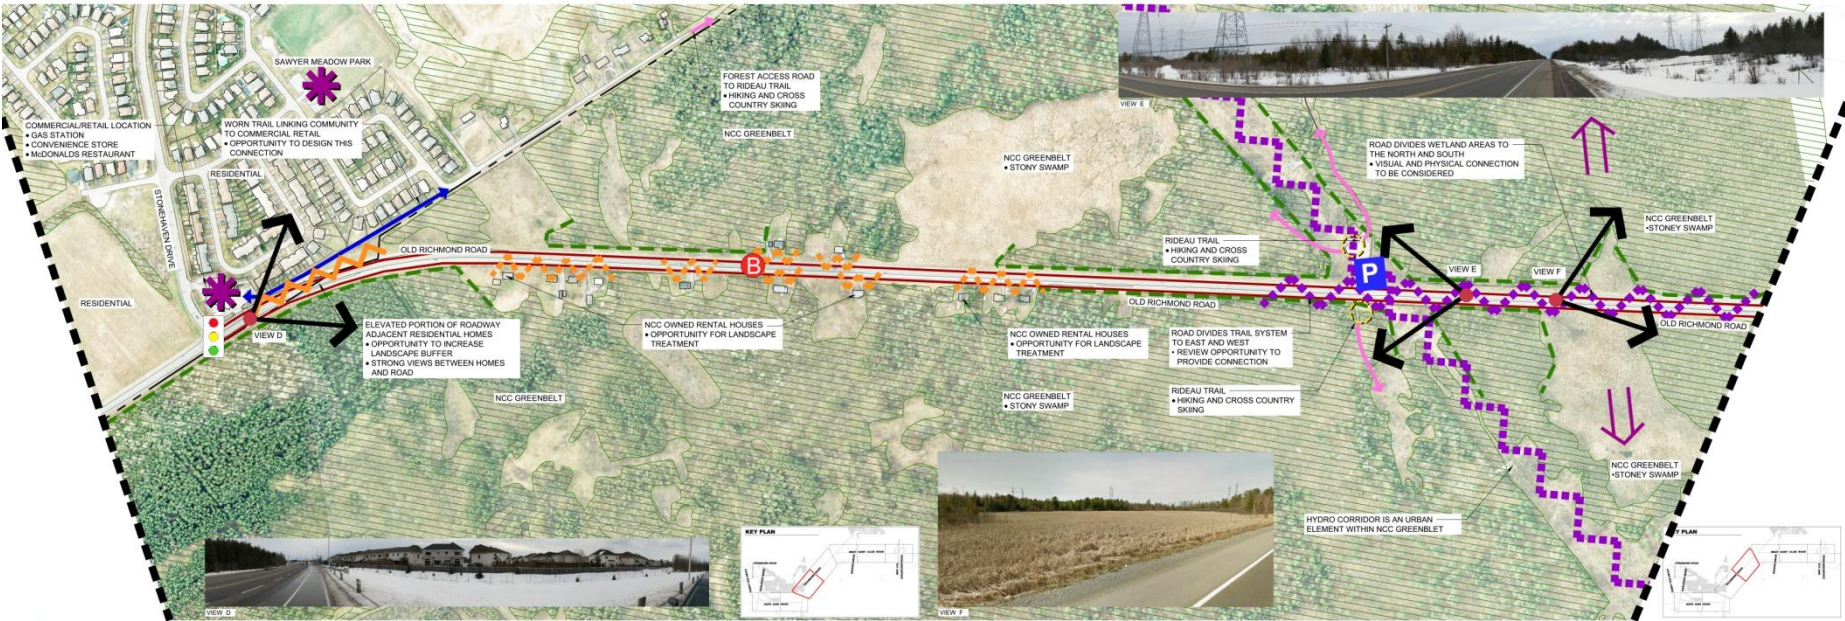 SAWYER MEADOW PARK
COMMERCIAL/RETAIL LOCATION
• GAS STATION
• CONVENIENCE STORE
• McDONALDS RESTAURANT
WORN TRAIL LINKING COMMUNITY
TO COMMERCIAL RETAIL
• OPPORTUNITY TO DESIGN THIS
CONNECTION
RESIDENTIAL
STONEHAVEN DRIVE
RESIDENTIAL
VIEW D
OLD RICHMOND ROAD
ELEVATED PORTION OF ROADWAY
ADJACENT RESIDENTIAL HOMES
• OPPORTUNITY TO INCREASE
LANDSCAPE BUFFER
• STRONG VIEWS BETWEEN HOMES
AND ROAD
NCC GREENBELT
FOREST ACCESS ROAD
TO RIDEAU TRAIL
• HIKING AND CROSS
COUNTRY SKIING
NCC GREENBELT
B
NCC OWNED RENTAL HOUSES
• OPPORTUNITY FOR LANDSCAPE
TREATMENT
NCC GREENBELT
• STONY SWAMP
NCC OWNED RENTAL HOUSES
• OPPORTUNITY FOR LANDSCAPE
TREATMENT
NCC GREENBELT
• STONY SWAMP
VIEW E
ROAD DIVIDES WETLAND AREAS TO
THE NORTH AND SOUTH
• VISUAL AND PHYSICAL CONNECTION
TO BE CONSIDERED
RIDEAU TRAIL
• HIKING AND CROSS
COUNTRY SKIING
P
OLD RICHMOND ROAD
VIEW E
VIEW F
NCC GREENBELT
•STONEY SWAMP
OLD RICHMOND ROAD
ROAD DIVIDES TRAIL SYSTEM
TO EAST AND WEST
• REVIEW OPPORTUNITY TO
PROVIDE CONNECTION
RIDEAU TRAIL
• HIKING AND CROSS COUNTRY
SKIING
NCC GREENBELT
•STONEY SWAMP
HYDRO CORRIDOR IS AN URBAN
ELEMENT WITHIN NCC GREENBLET
VIEW D
KEY PLAN
VIEW F
EY PLAN